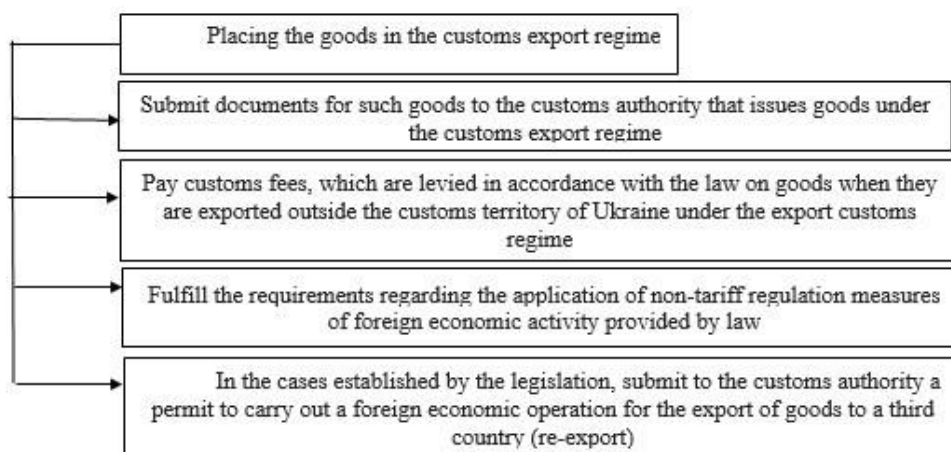 Placing the goods in the customs export regime
Submit documents for such goods to the customs authority that issues goods under
the customs export regime
Pay customs fees, which are levied in accordance with the law on goods when they
are exported outside the customs territory of Ukraine under the export customs
regime
Fulfill the requirements regarding the application of non-tariff regulation measures
of foreign economic activity provided by law
In the cases established by the legislation, submit to the customs authority a
permit to carry out a foreign economic operation for the export of goods to a third
country (re-export)